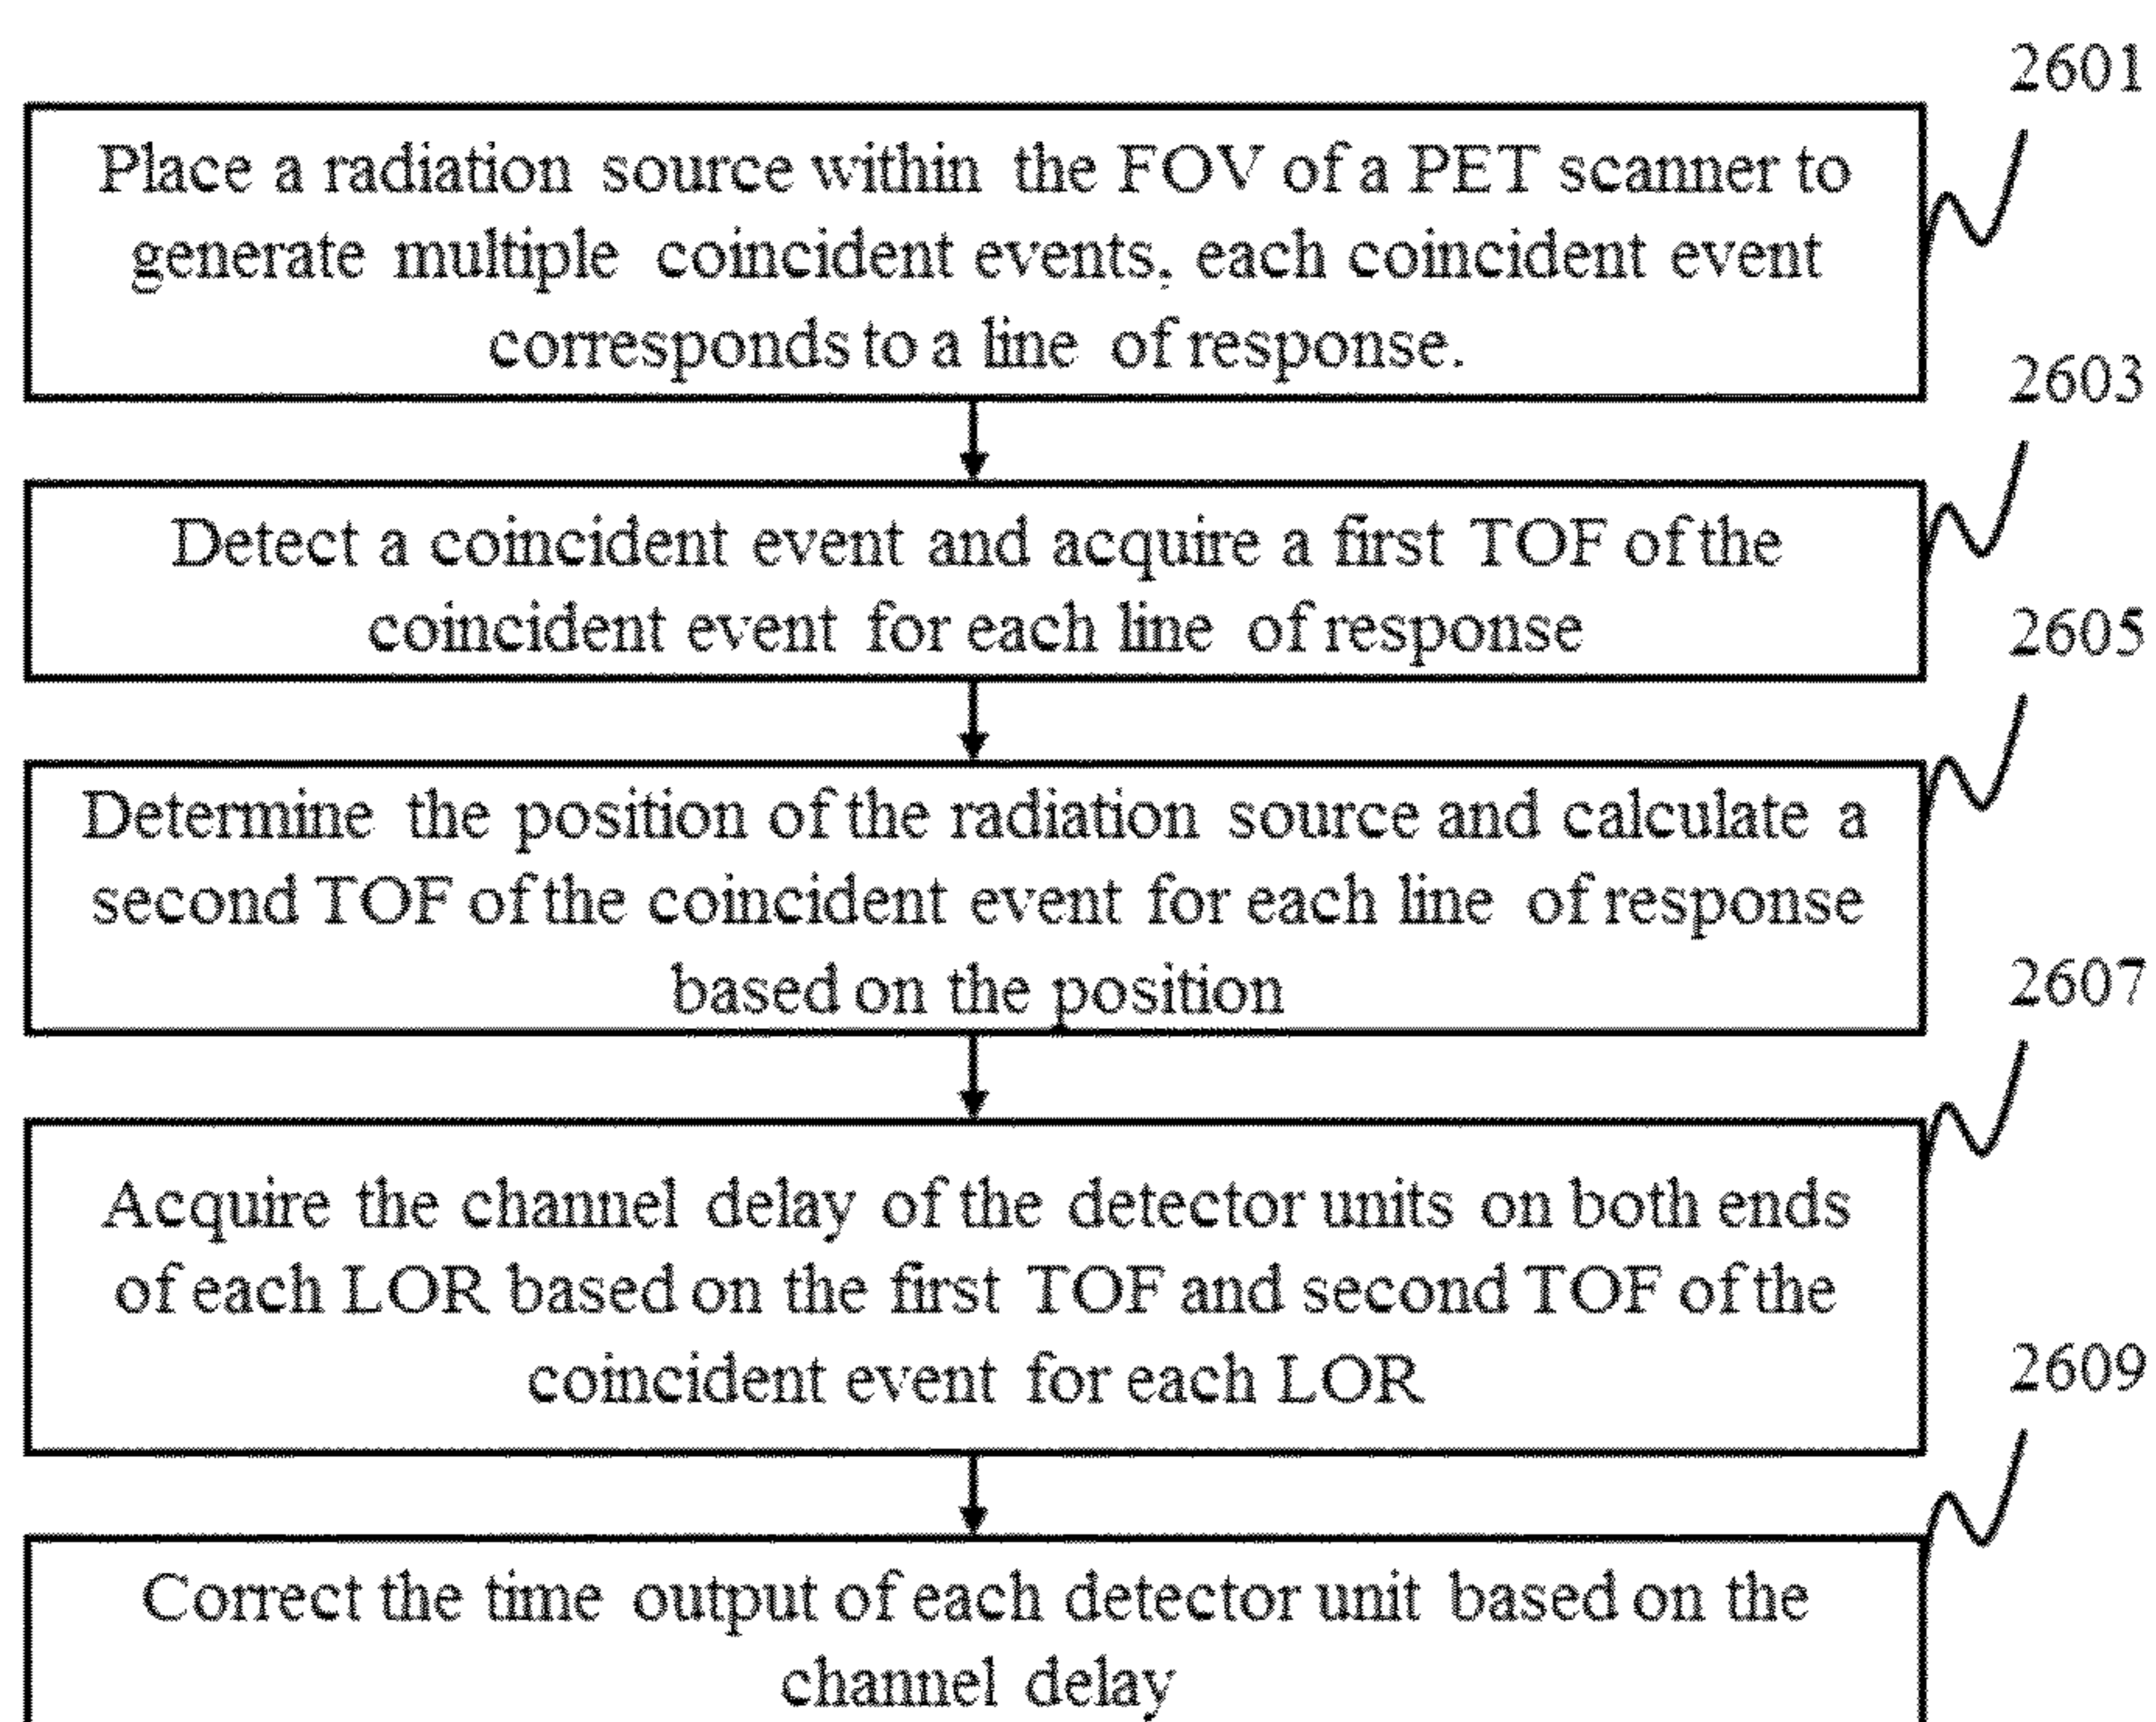 2601
Place a radiation source within the FOV of a PET scanner to
generate multiple coincident events, each coincident event
corresponds to a line of response.
2603
Detect a coincident event and acquire a first TOF of the
coincident event for each line of response
2605
Determine the position of the radiation source and calculate a
second TOF of the coincident event for each line of response
based on the position
2607
Acquire the channel delay of the detector units on both ends
of each LOR based on the first TOF and second TOF of the
coincident event for each LOR
2609
Correct the time output of each detector unit based on the
channel delay